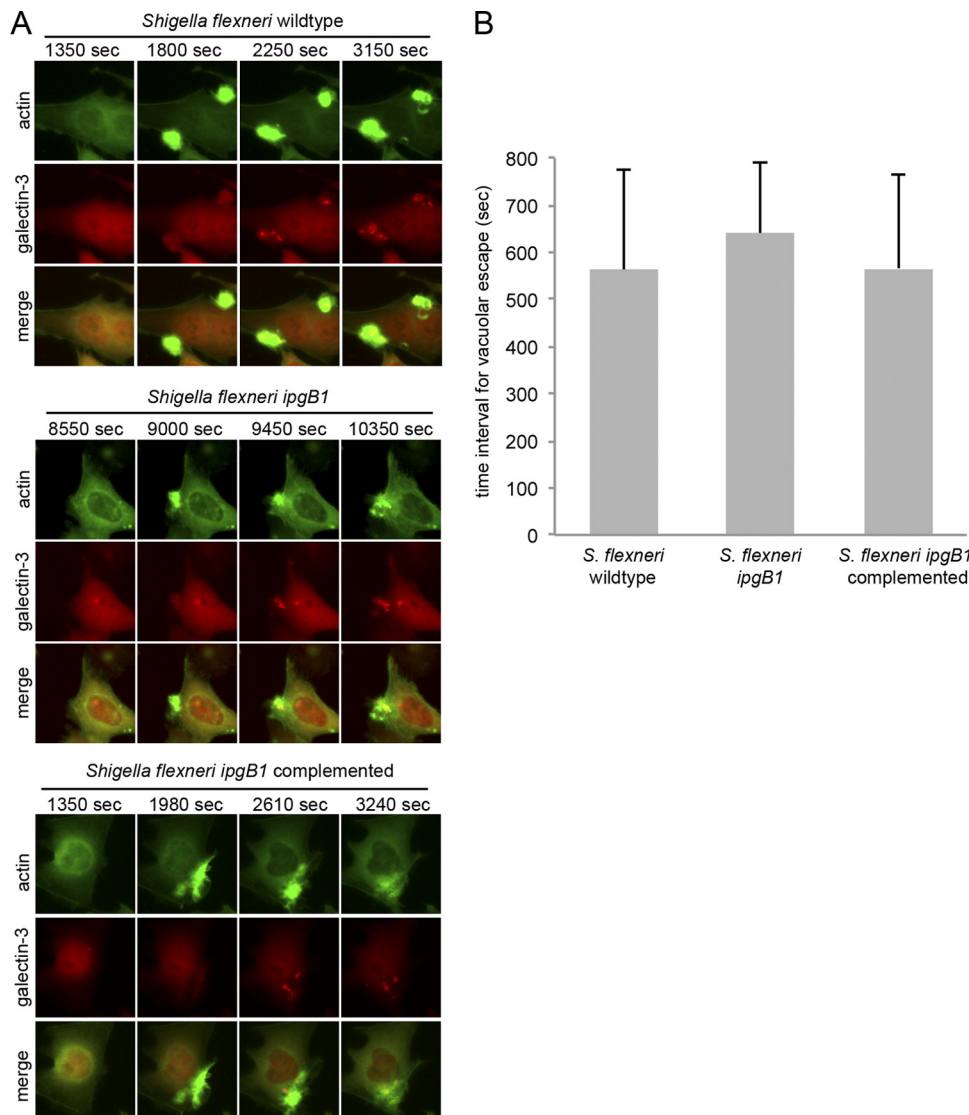 A
Shigella flexneri wildtype
1350 sec 1800 sec 2250 sec 3150 sec
actin
galectin-3
merge
Shigella flexneri ipgB1
8550 sec 9000 sec 9450 sec 10350 sec
actin
galectin-3
merge
Shigella flexneri ipgB1 complemented
1350 sec 1980 sec 2610 sec 3240 sec
actin
galectin-3
merge
B
time interval for vacuolar escape (sec)
800
700
600
500
400
300
200
100
0
S. flexneri
wildtype
S. flexneri
ipgB1
S. flexneri ipgB1
complemented